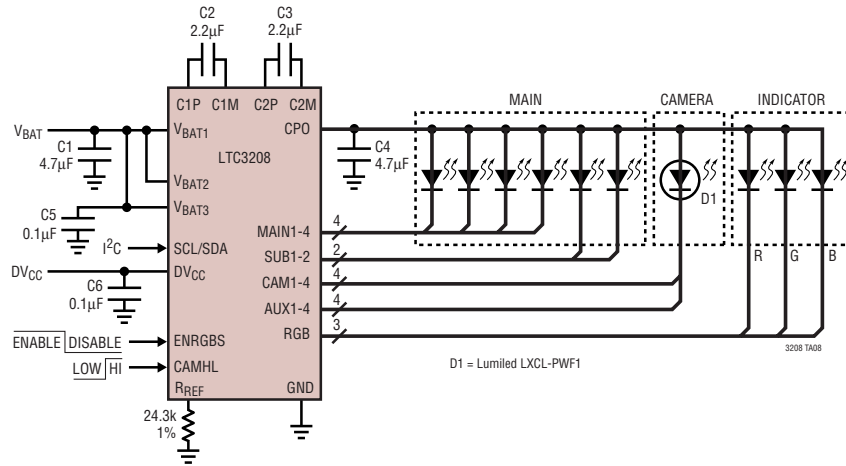 C2
2.2µF
C3
2.2µF
C1P C1M C2P C2M
MAIN
CAMERA
INDICATOR
VBAT
VBAT1
CPO
C1
4.7µF
LTC3208
C4
4.7µF
VBAT2
D1
C5
0.1µF
VBAT3
MAIN1-4
4
I2C
SCL/SDA
SUB1-2
2
R
G
B
DVCC
DVCC
CAM1-4
4
C6
0.1µF
AUX1-4
4
RGB
3
ENABLE DISABLE
ENRGBS
3208 TA08
LOW HI
CAMHL
D1 = Lumiled LXCL-PWF1
RREF
GND
24.3k
1%